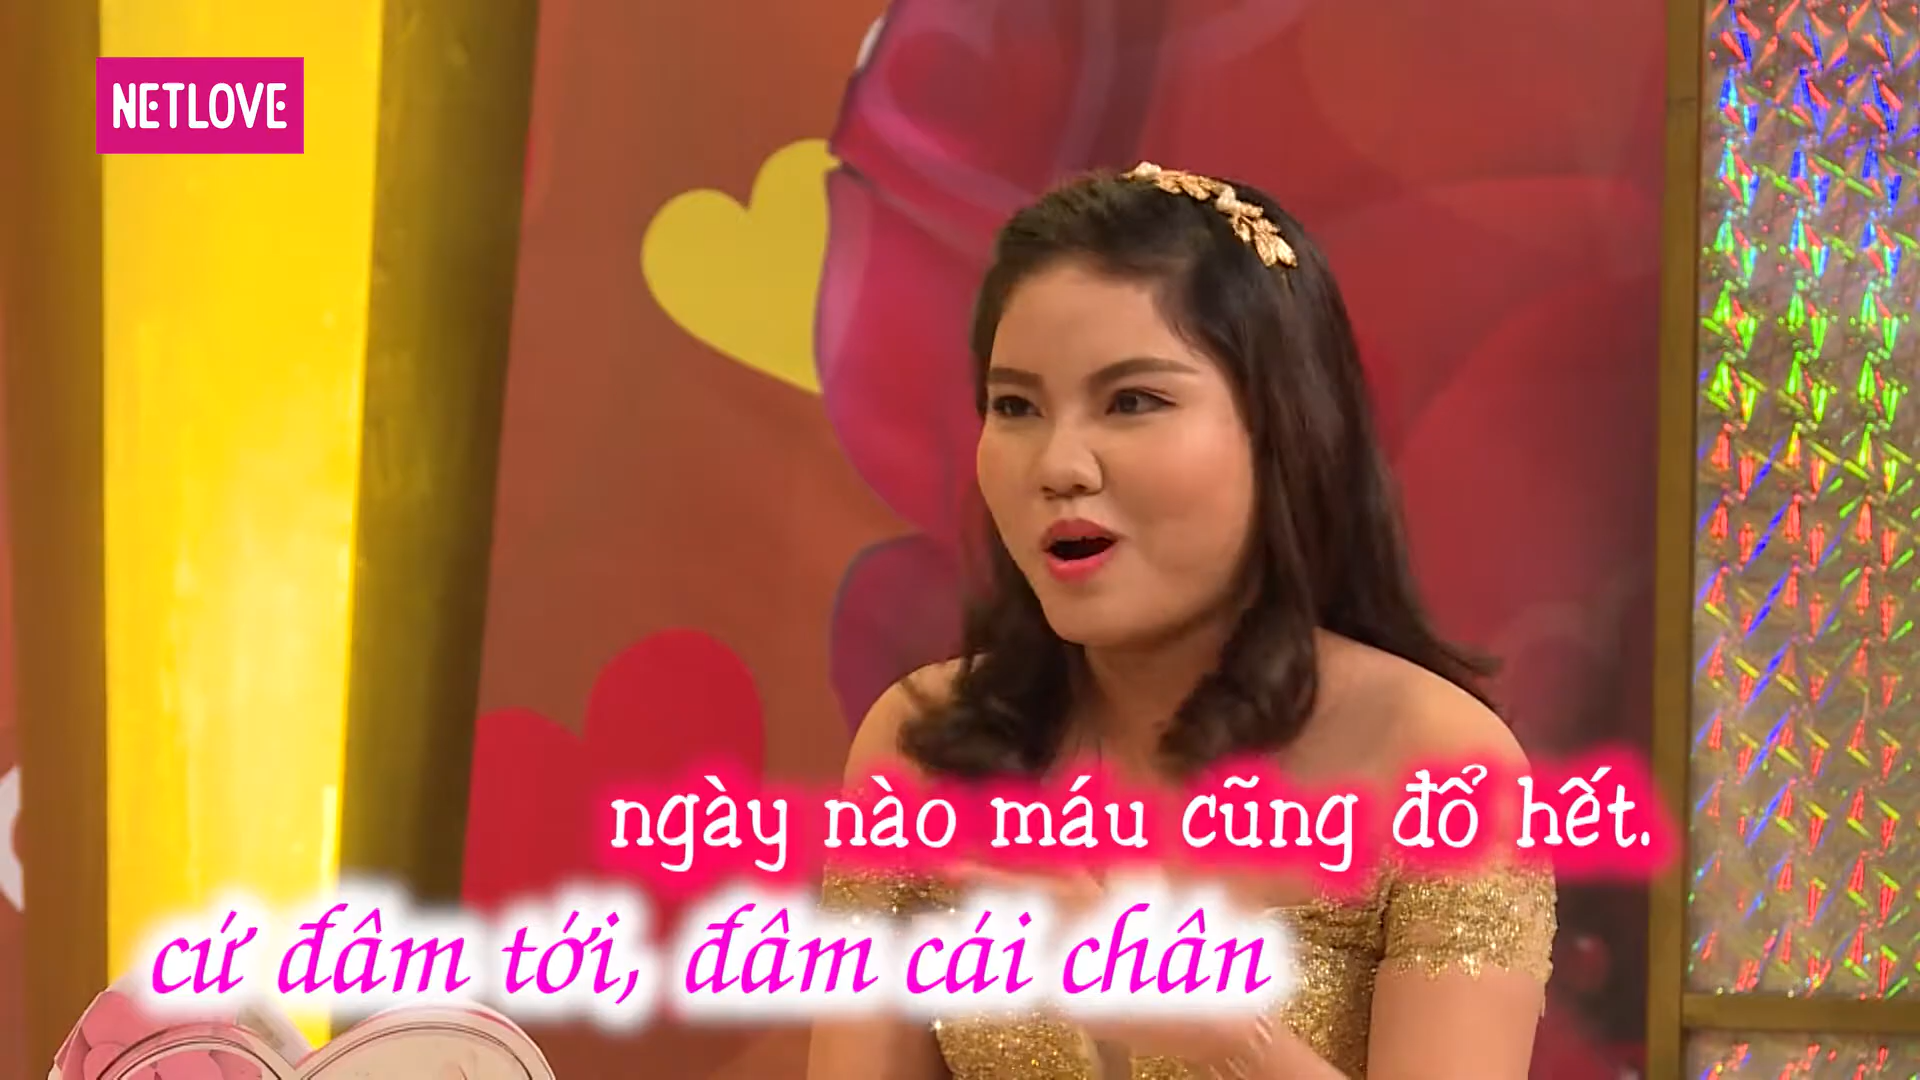 NETLOVE
ngày nào máu cũng đổ hết.
cứ đâm tới, đâm cái chân